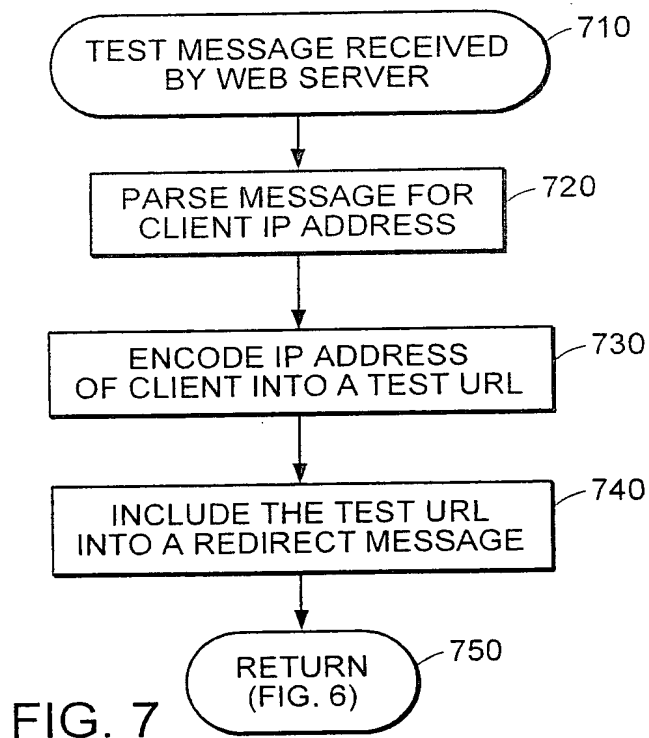 TEST MESSAGE RECEIVED
BY WEB SERVER
710
PARSE MESSAGE FOR
CLIENT IP ADDRESS
720
ENCODE IP ADDRESS
OF CLIENT INTO A TEST URL
730
INCLUDE THE TEST URL
INTO A REDIRECT MESSAGE
740
RETURN
(FIG. 6)
750
FIG. 7